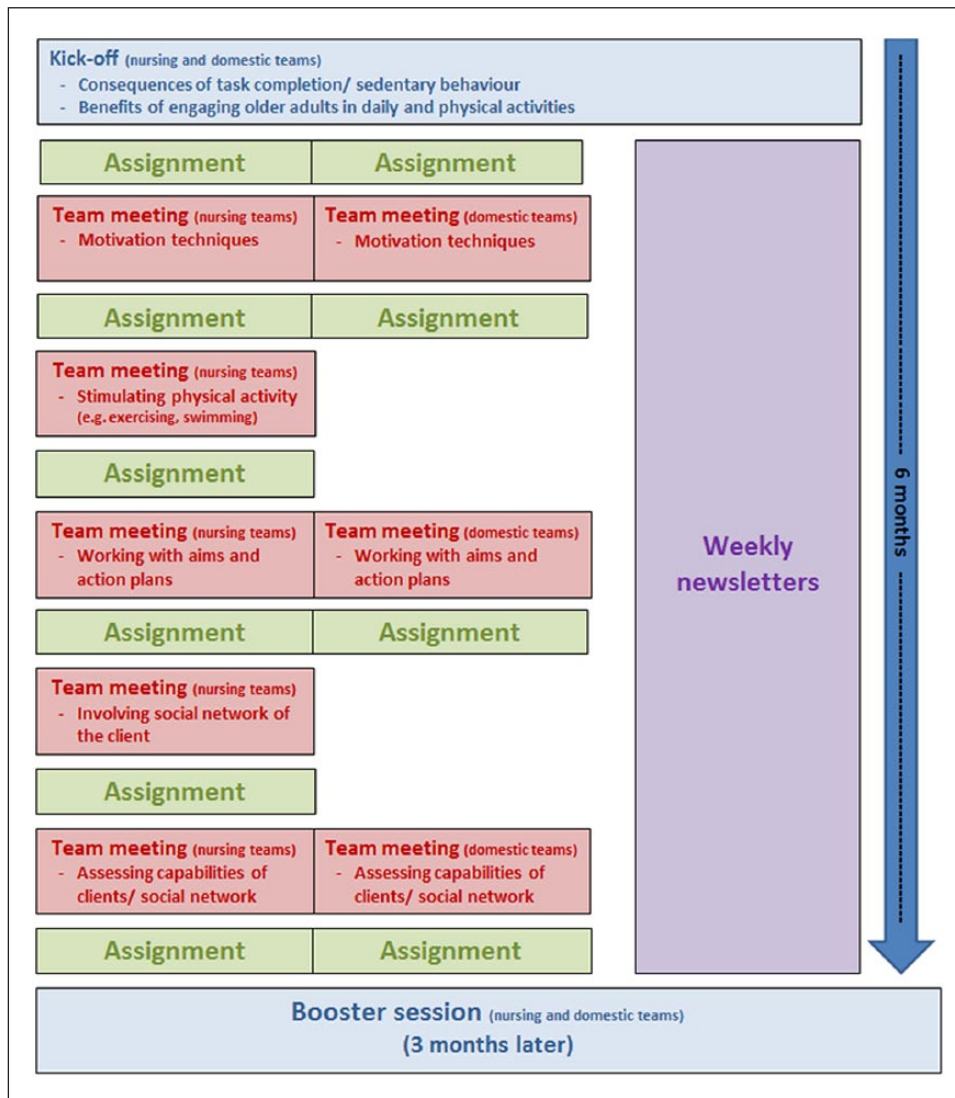 Kick-off (nursing and domestic teams)
- Consequences of task completion/ sedentary behaviour
- Benefits of engaging older adults in daily and physical activities
Assignment
Assignment
Team meeting (nursing teams)
- Motivation techniques
Team meeting (domestic teams)
- Motivation techniques
Assignment
Assignment
Team meeting (nursing teams)
- Stimulating physical activity
(e.g. exercising, swimming)
Assignment
Team meeting (nursing teams)
- Working with aims and
action plans
Team meeting (domestic teams)
- Working with aims and
action plans
Assignment
Assignment
Team meeting (nursing teams)
- Involving social network of
the client
Assignment
Team meeting (nursing teams)
- Assessing capabilities of
clients/ social network
Team meeting (domestic teams)
- Assessing capabilities of
clients/ social network
Assignment
Assignment
Weekly
newsletters
6 months
Booster session (nursing and domestic teams)
(3 months later)